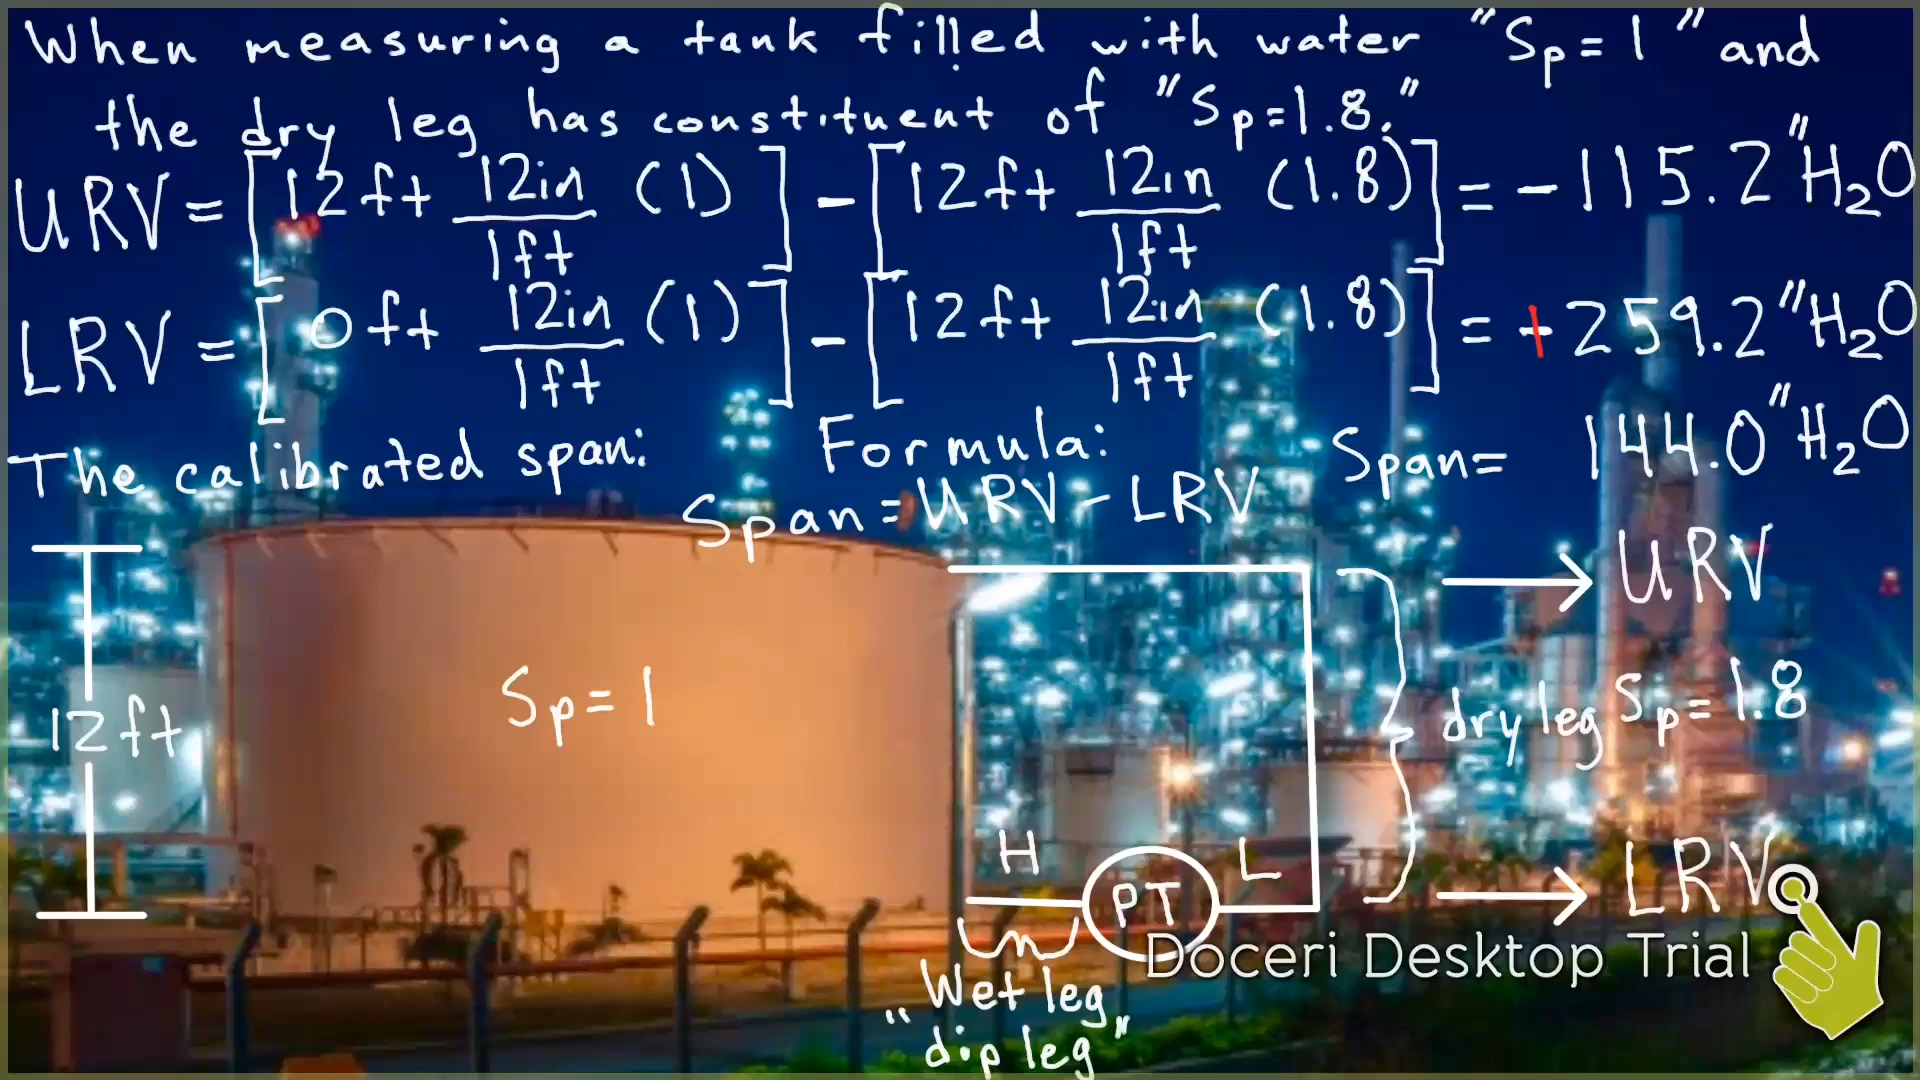 When measuring a tank filled with water "Sp=1" and
the dry leg has constituent of "Sp=1.8."
URV = [12ft 12in/1ft (1)] - [12ft 12in/1ft (1.8)] = -115.2"H₂O
LRV = [0ft 12in/1ft (1)] - [12ft 12in/1ft (1.8)] = +259.2"H₂O
The calibrated span: Formula: Span= 144.0"H₂O
Span=URV-LRV
URV
Sp=1
12ft
dry leg Sp=1.8
H
L
PT
LRV
Doceri Desktop Trial
"Wet leg
dip leg"